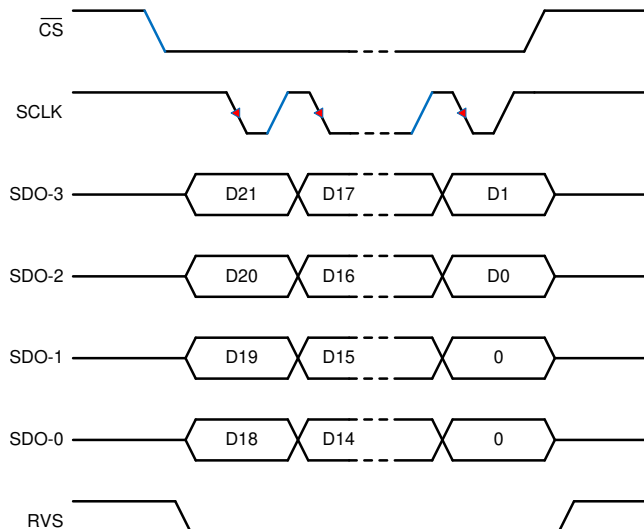 CS
SCLK
SDO-3 D21 D17 D1
SDO-2 D20 D16 D0
SDO-1 D19 D15 0
SDO-0 D18 D14 0
RVS